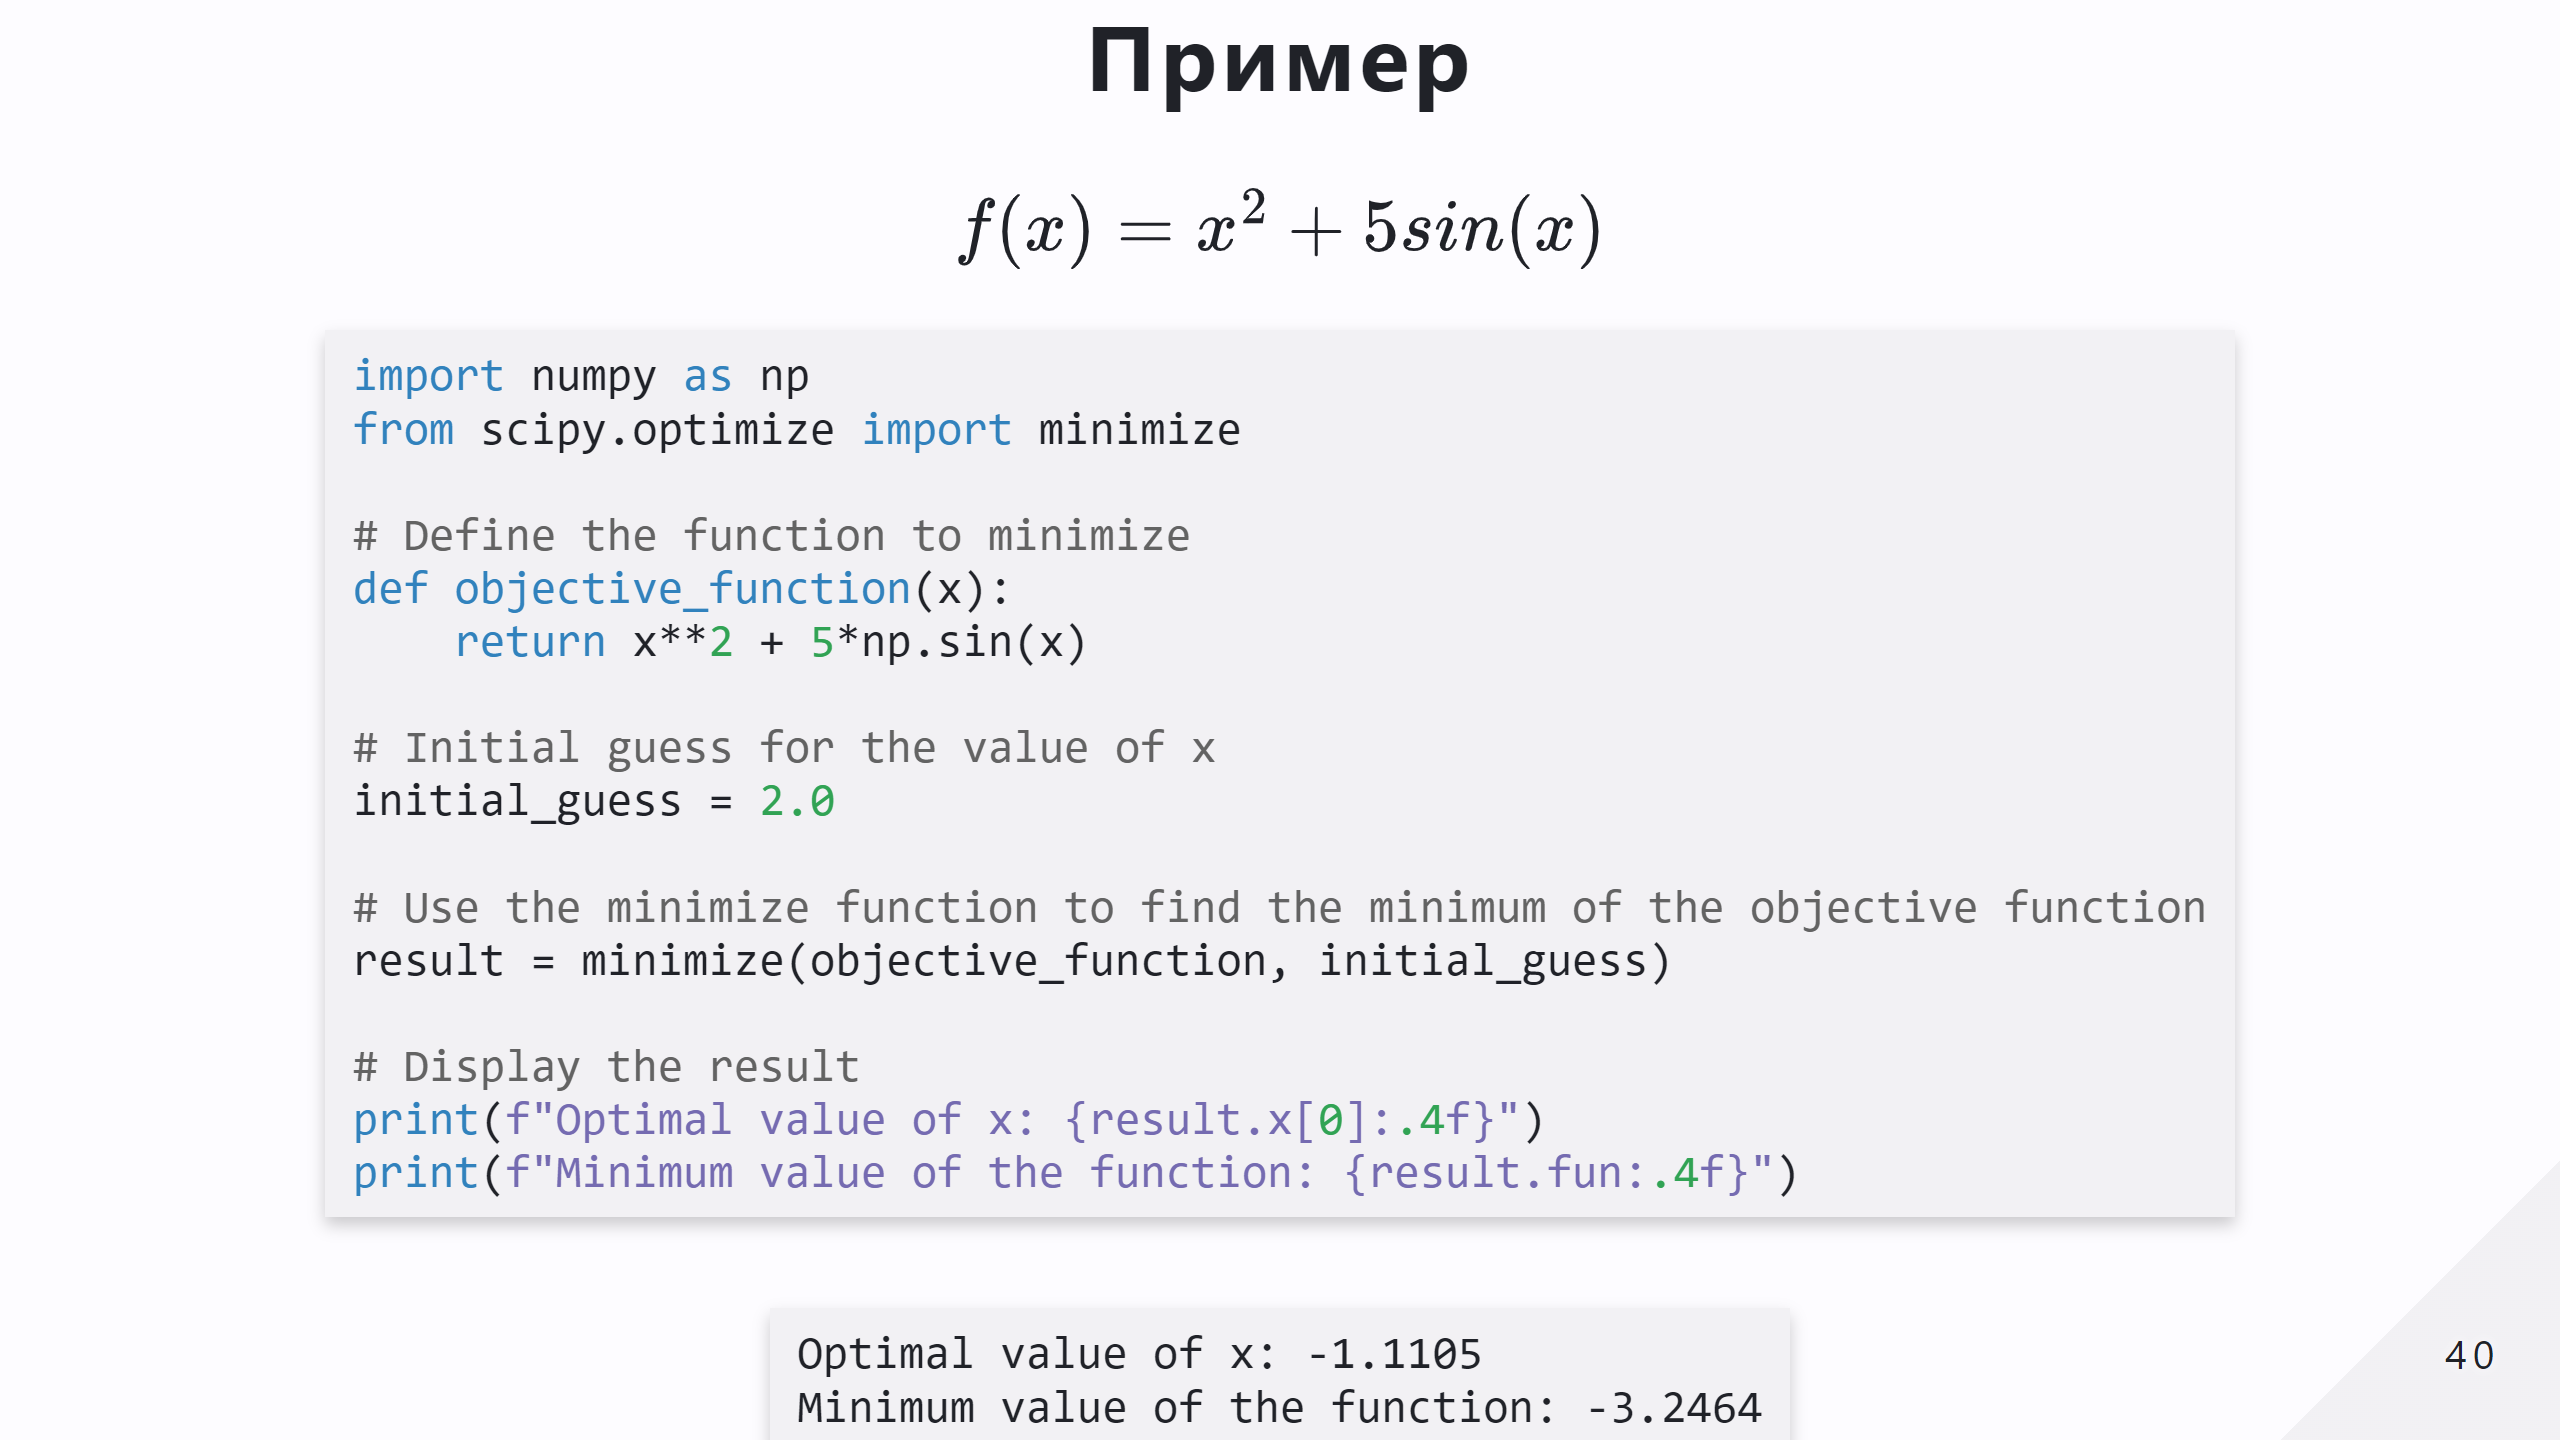 Пример
f(x) = x² + 5sin(x)
import numpy as np
from scipy.optimize import minimize
# Define the function to minimize
def objective_function(x):
    return x**2 + 5*np.sin(x)
# Initial guess for the value of x
initial_guess = 2.0
# Use the minimize function to find the minimum of the objective function
result = minimize(objective_function, initial_guess)
# Display the result
print(f"Optimal value of x: {result.x[0]:.4f}")
print(f"Minimum value of the function: {result.fun:.4f}")
Optimal value of x: -1.1105
Minimum value of the function: -3.2464
40